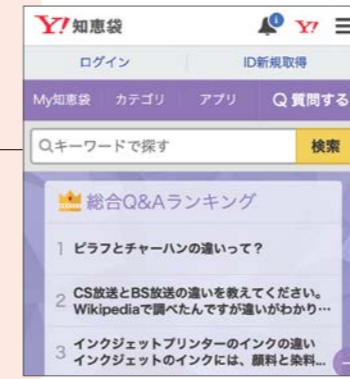 Y!知恵袋
Y!
ログイン ID新規取得
My知恵袋 カテゴリ アプリ Q 質問する
キーワードで探す 検索
総合Q&Aランキング
1 ピラフとチャーハンの違いって?
2 CS放送とBS放送の違いを教えてください。
Wikipediaで調べたんですが違いがわかり…
3 インクジェットプリンターのインクの違い
インクジェットのインクには、顔料と染料...